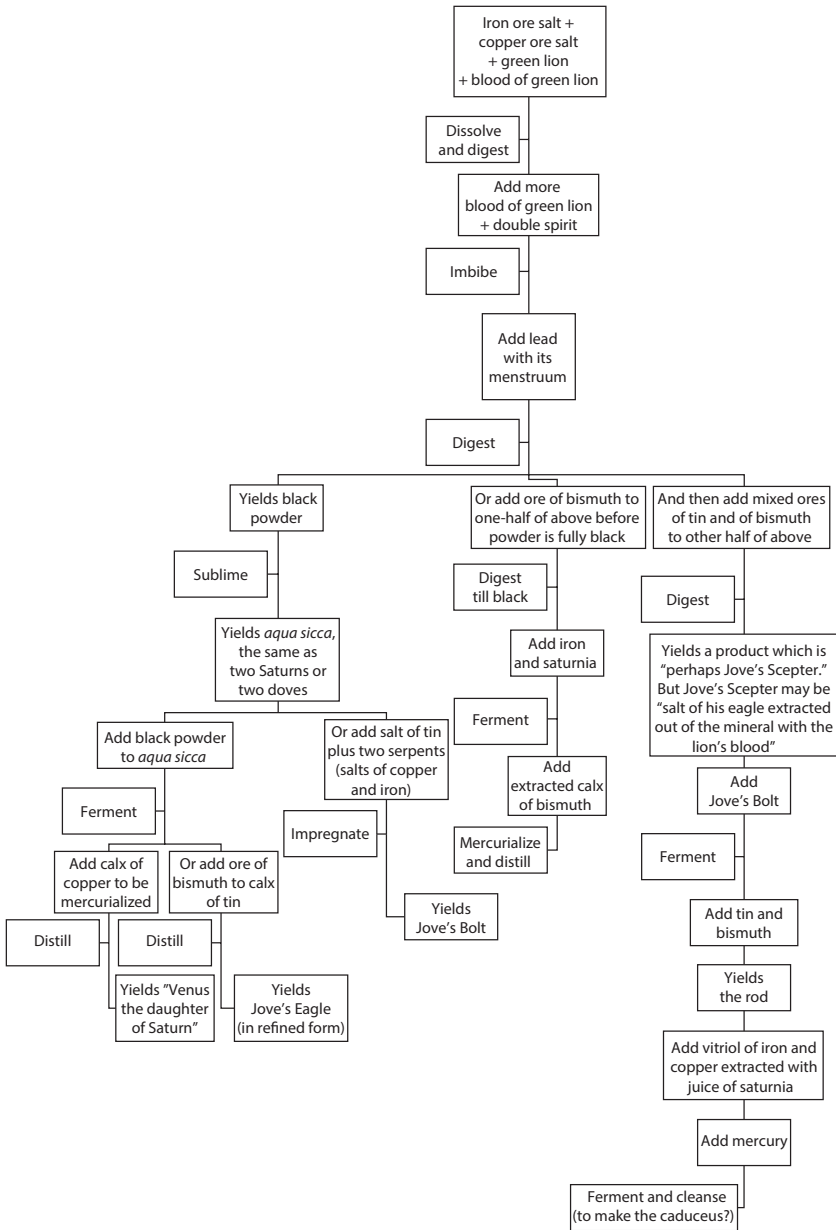 Iron ore salt +
copper ore salt
+ green lion
+ blood of green lion
Dissolve
and digest
Add more
blood of green lion
+ double spirit
Imbibe
Add lead
with its
menstruum
Digest
Yields black
powder
Sublime
Yields aqua sicca,
the same as
two Saturns or
two doves
Add black powder
to aqua sicca
Ferment
Add calx of
copper to be
mercurialized
Distill
Yields "Venus
the daughter
of Saturn"
Or add ore of
bismuth to calx
of tin
Distill
Yields
Jove's Eagle
(in refined form)
Or add salt of tin
plus two serpents
(salts of copper
and iron)
Impregnate
Yields
Jove's Bolt
Or add ore of bismuth to
one-half of above before
powder is fully black
Digest
till black
Add iron
and saturnia
Ferment
Add
extracted calx
of bismuth
Mercurialize
and distill
And then add mixed ores
of tin and of bismuth
to other half of above
Digest
Yields a product which is
“perhaps Jove's Scepter.”
But Jove's Scepter may be
“salt of his eagle extracted
out of the mineral with the
lion's blood”
Add
Jove's Bolt
Ferment
Add tin and
bismuth
Yields
the rod
Add vitriol of iron and
copper extracted with
juice of saturnia
Add mercury
Ferment and cleanse
(to make the caduceus?)